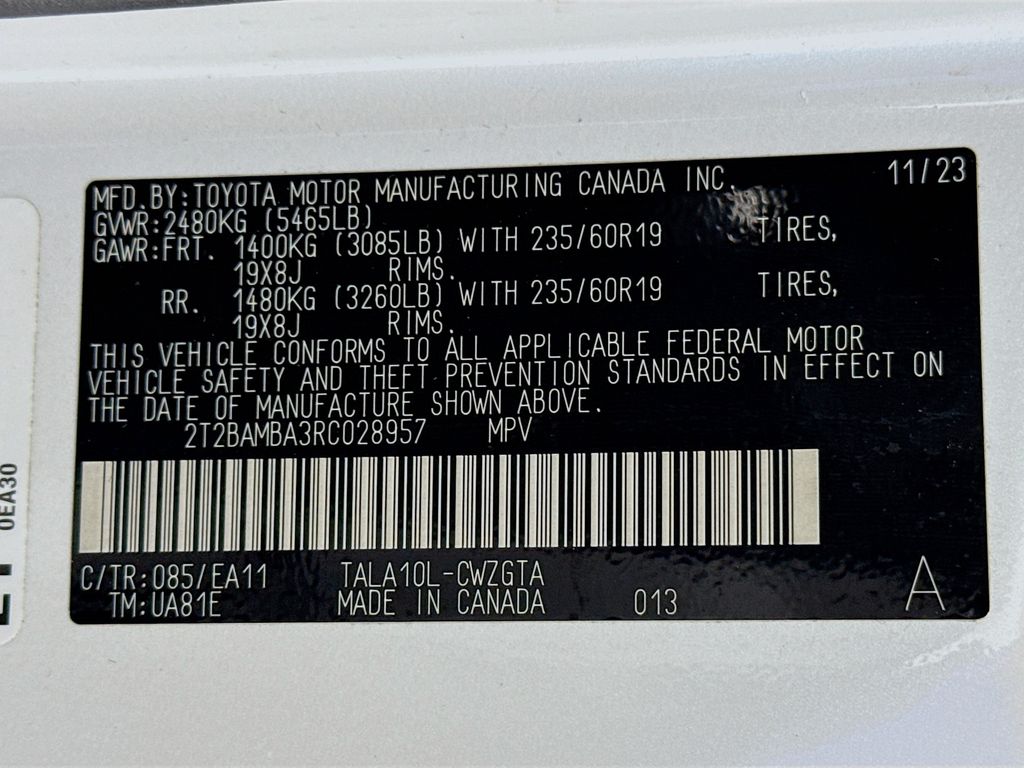 MFD.BY:TOYOTA MOTOR MANUFACTURING CANADA INC. 11/23
GVWR:2480KG (5465LB)
GAWR:FRT. 1400KG (3085LB) WITH 235/60R19 TIRES,
19X8J RIMS.
RR. 1480KG (3260LB) WITH 235/60R19 TIRES,
19X8J RIMS.
THIS VEHICLE CONFORMS TO ALL APPLICABLE FEDERAL MOTOR
VEHICLE SAFETY AND THEFT PREVENTION STANDARDS IN EFFECT ON
THE DATE OF MANUFACTURE SHOWN ABOVE.
2T2BAMBA3RC028957 MPV
C/TR:085/EA11 TALA10L-CWZGTA
TM:UA81E MADE IN CANADA 013 A
0EA30